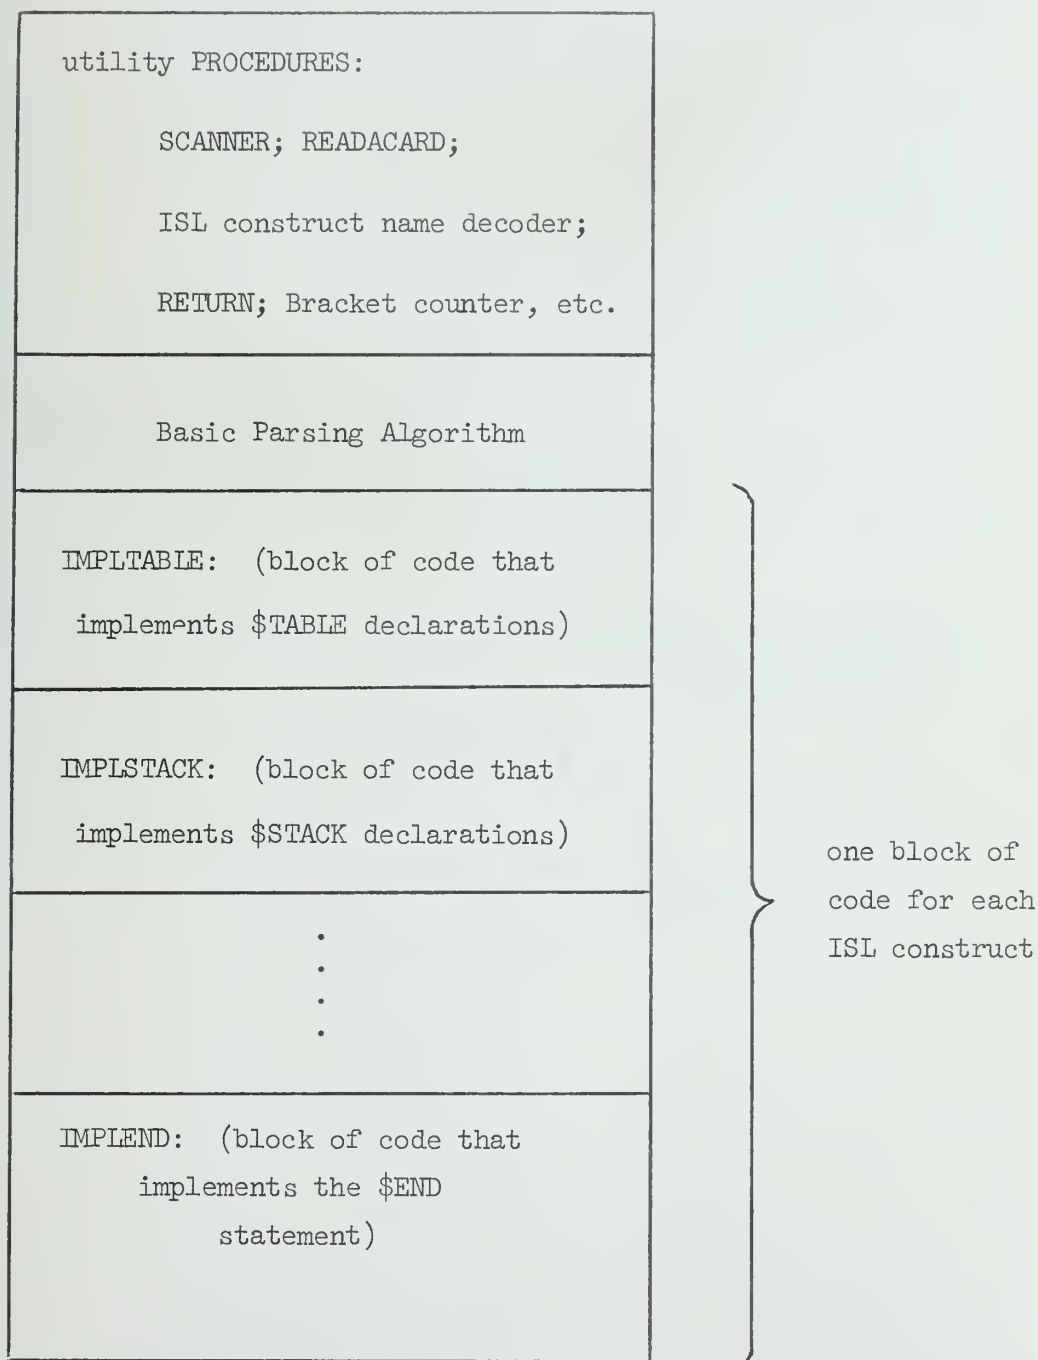 utility PROCEDURES:
SCANNER; READACARD;
ISL construct name decoder;
RETURN; Bracket counter, etc.
Basic Parsing Algorithm
IMPLTABLE: (block of code that
implements $TABLE declarations)
IMPLSTACK: (block of code that
implements $STACK declarations)
.
.
.
.
IMPLEND: (block of code that
implements the $END
statement)
one block of
code for each
ISL construct